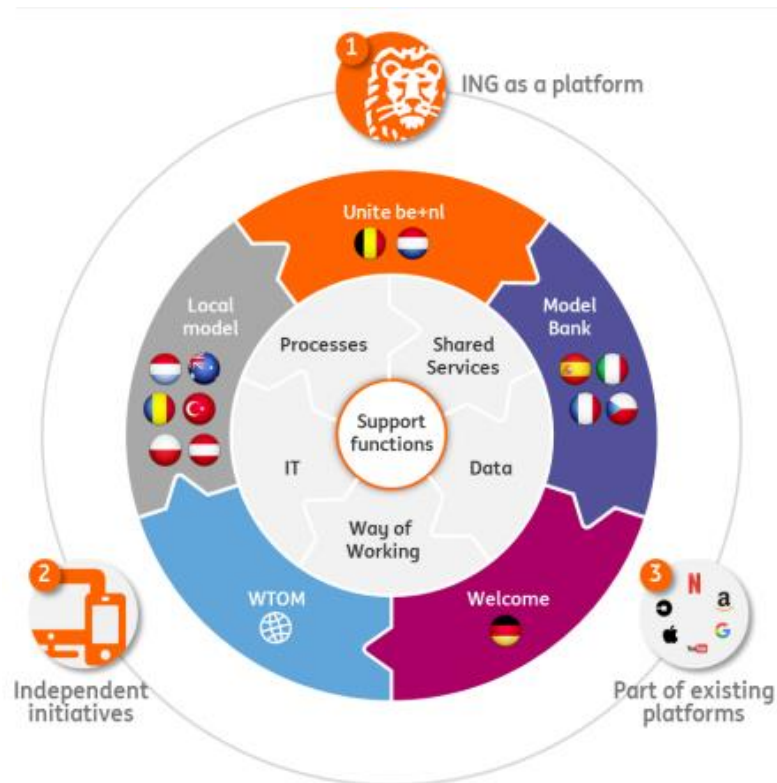 1
ING as a platform
Unite be+nl
Local
model
Model
Bank
Processes
Shared
Services
Support
functions
IT
Data
Way of
Working
WTOM
Welcome
2
Independent
initiatives
3
N
a
G
Part of existing
platforms